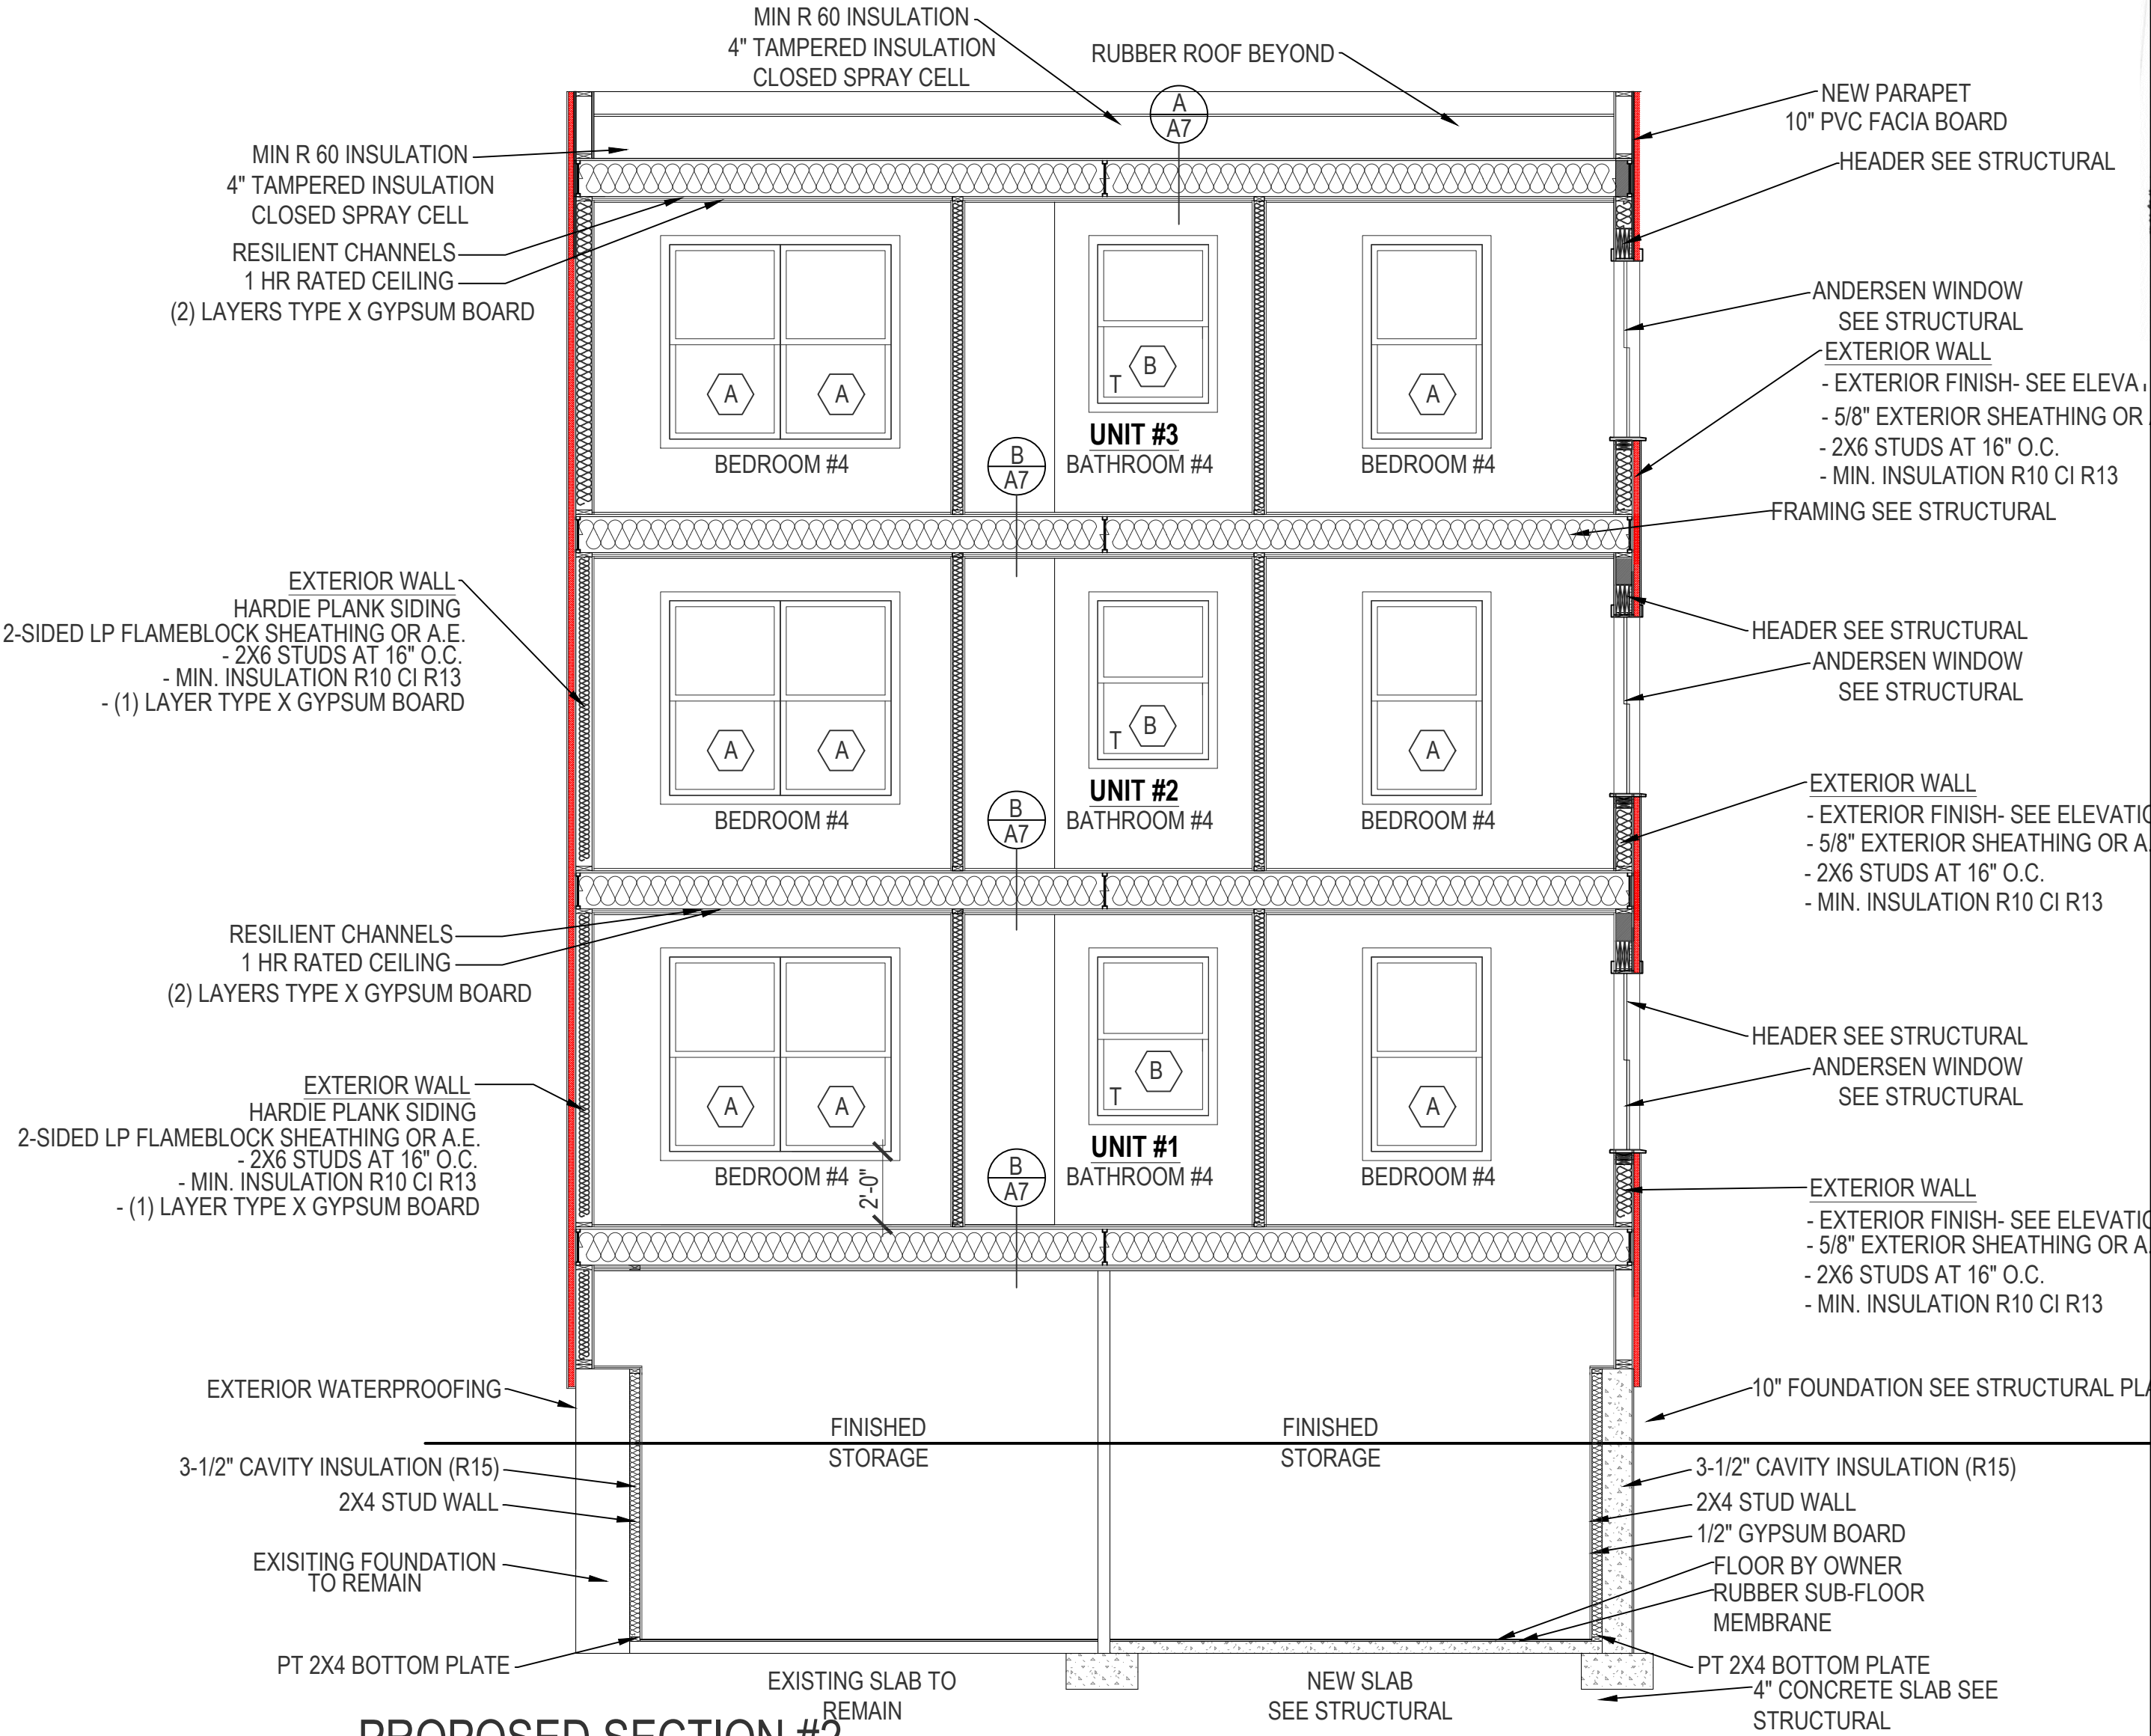 MIN R 60 INSULATION
4" TAMPERED INSULATION
CLOSED SPRAY CELL
RUBBER ROOF BEYOND
A
A7
NEW PARAPET
10" PVC FACIA BOARD
HEADER SEE STRUCTURAL
MIN R 60 INSULATION
4" TAMPERED INSULATION
CLOSED SPRAY CELL
RESILIENT CHANNELS
1 HR RATED CEILING
(2) LAYERS TYPE X GYPSUM BOARD
A
A
T
B
A
UNIT #3
BEDROOM #4
BATHROOM #4
BEDROOM #4
B
A7
ANDERSEN WINDOW
SEE STRUCTURAL
EXTERIOR WALL
- EXTERIOR FINISH- SEE
- 5/8" EXTERIOR SHEATHING OR
- 2X6 STUDS AT 16" O.C.
- MIN. INSULATION R10 CI R13
FRAMING SEE STRUCTURAL
EXTERIOR WALL
HARDIE PLANK SIDING
2-SIDED LP FLAMEBLOCK SHEATHING OR A.E.
- 2X6 STUDS AT 16" O.C.
- MIN. INSULATION R10 CI R13
- (1) LAYER TYPE X GYPSUM BOARD
A
A
T
B
A
UNIT #2
BEDROOM #4
BATHROOM #4
BEDROOM #4
B
A7
HEADER SEE STRUCTURAL
ANDERSEN WINDOW
SEE STRUCTURAL
EXTERIOR WALL
- EXTERIOR FINISH- SEE
- 5/8" EXTERIOR SHEATHING OR
- 2X6 STUDS AT 16" O.C.
- MIN. INSULATION R10 CI R13
RESILIENT CHANNELS
1 HR RATED CEILING
(2) LAYERS TYPE X GYPSUM BOARD
HEADER SEE STRUCTURAL
ANDERSEN WINDOW
SEE STRUCTURAL
EXTERIOR WALL
HARDIE PLANK SIDING
2-SIDED LP FLAMEBLOCK SHEATHING OR A.E.
- 2X6 STUDS AT 16" O.C.
- MIN. INSULATION R10 CI R13
- (1) LAYER TYPE X GYPSUM BOARD
A
A
T
B
A
UNIT #1
BEDROOM #4
BATHROOM #4
BEDROOM #4
2'-0"
B
A7
EXTERIOR WALL
- EXTERIOR FINISH- SEE
- 5/8" EXTERIOR SHEATHING OR
- 2X6 STUDS AT 16" O.C.
- MIN. INSULATION R10 CI R13
EXTERIOR WATERPROOFING
10" FOUNDATION SEE STRUCTURAL
FINISHED
STORAGE
FINISHED
STORAGE
3-1/2" CAVITY INSULATION (R15)
2X4 STUD WALL
EXISITING FOUNDATION
TO REMAIN
PT 2X4 BOTTOM PLATE
3-1/2" CAVITY INSULATION (R15)
2X4 STUD WALL
1/2" GYPSUM BOARD
FLOOR BY OWNER
RUBBER SUB-FLOOR
MEMBRANE
PT 2X4 BOTTOM PLATE
4" CONCRETE SLAB SEE
STRUCTURAL
EXISTING SLAB TO
REMAIN
NEW SLAB
SEE STRUCTURAL
PROPOSED SECTION #2